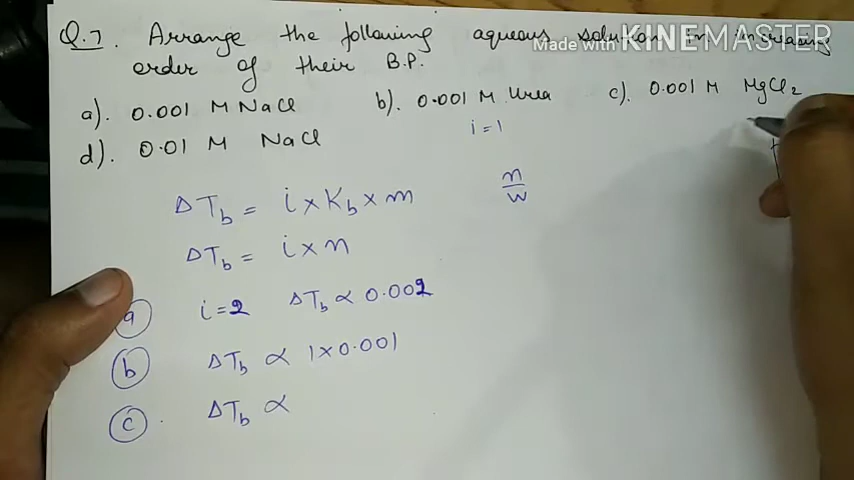 Q.7. Arrange the following aqueous solution in increasing
Made with KINEMASTER
order of their B.P.
a). 0.001 M NaCl b). 0.001 M Urea c). 0.001 M MgCl2
i = 1
d). 0.01 M NaCl
ΔTb = i × Kb × m n/w
ΔTb = i × n
a i = 2 ΔTb ∝ 0.002
b ΔTb ∝ 1 × 0.001
c ΔTb ∝